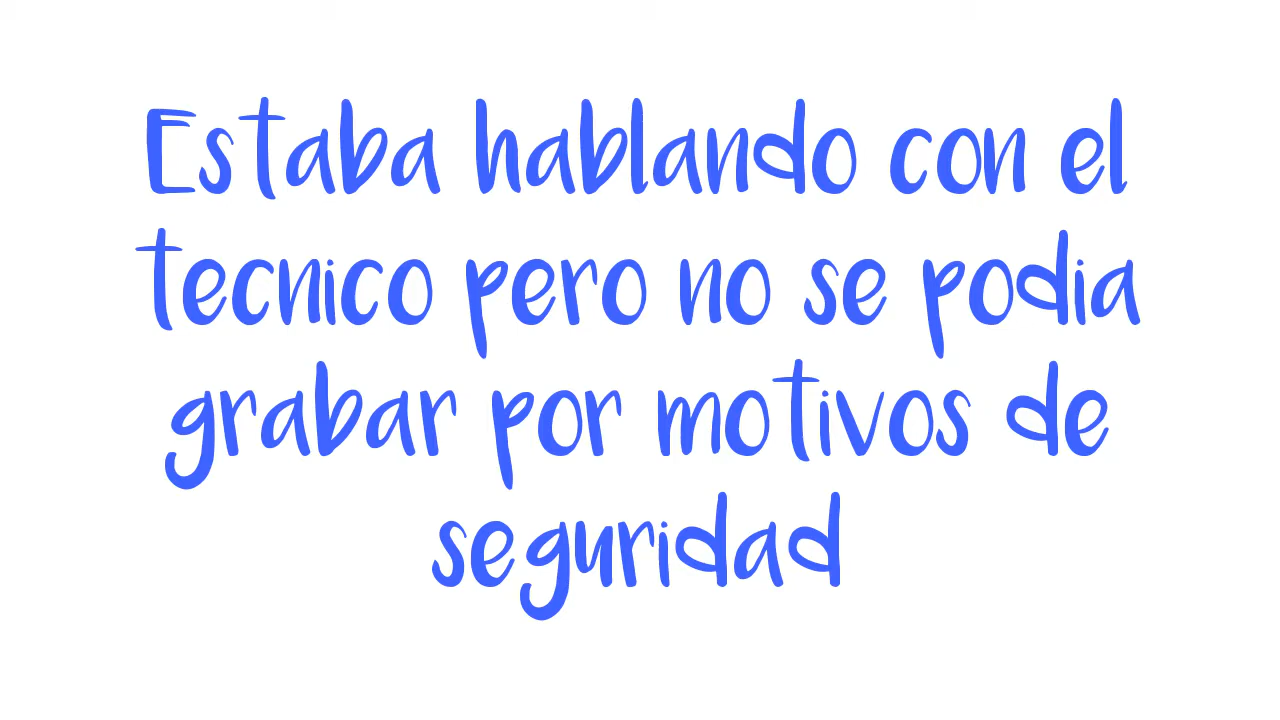 Estaba hablando con el
tecnico pero no se podia
grabar por motivos de
seguridad